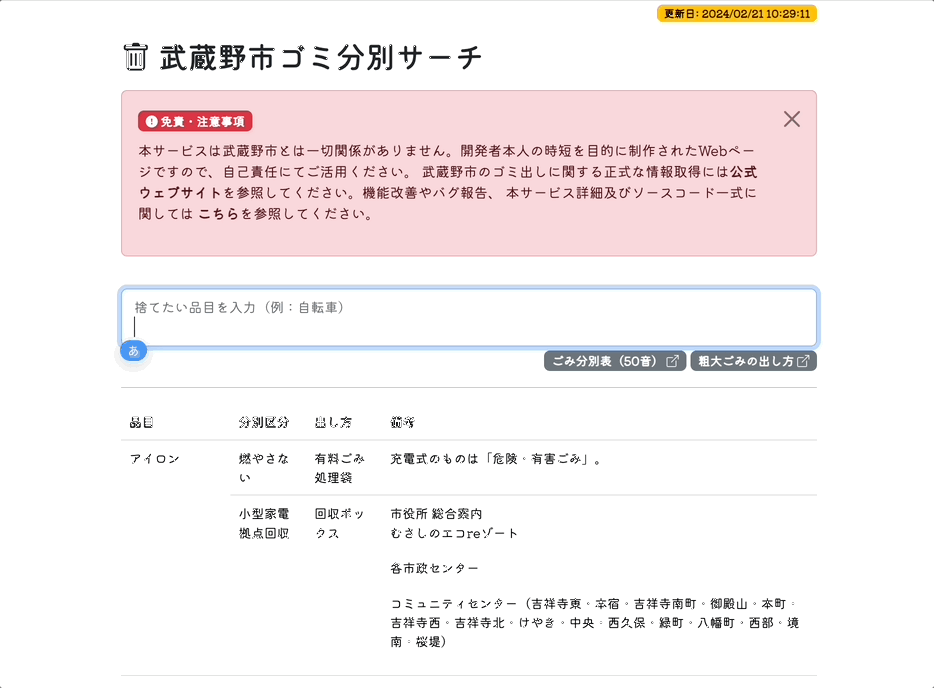 更新日: 2024/02/21 10:29:11
武蔵野市ゴミ分別サーチ
免責・注意事項
本サービスは武蔵野市とは一切関係がありません。開発者本人の時短を目的に制作されたWebペー
ジですので、自己責任にてご活用ください。 武蔵野市のゴミ出しに関する正式な情報取得には公式
ウェブサイトを参照してください。機能改善やバグ報告、 本サービス詳細及びソースコード一式に
関しては こちらを参照してください。
捨てたい品目を入力（例：自転車）
あ
ごみ分別表（50音） 粗大ごみの出し方
品目 分別区分 出し方 備考
アイロン 燃やさな 有料ごみ 充電式のものは「危険・有害ごみ」。
い 処理袋
小型家電 回収ボッ 市役所 総合案内
拠点回収 クス むさしのエコreゾート
各市政センター
コミュニティセンター（吉祥寺東・本宿・吉祥寺南町・御殿山・本町・
吉祥寺西・吉祥寺北・けやき・中央・西久保・緑町・八幡町・西部・境
南・桜堤）